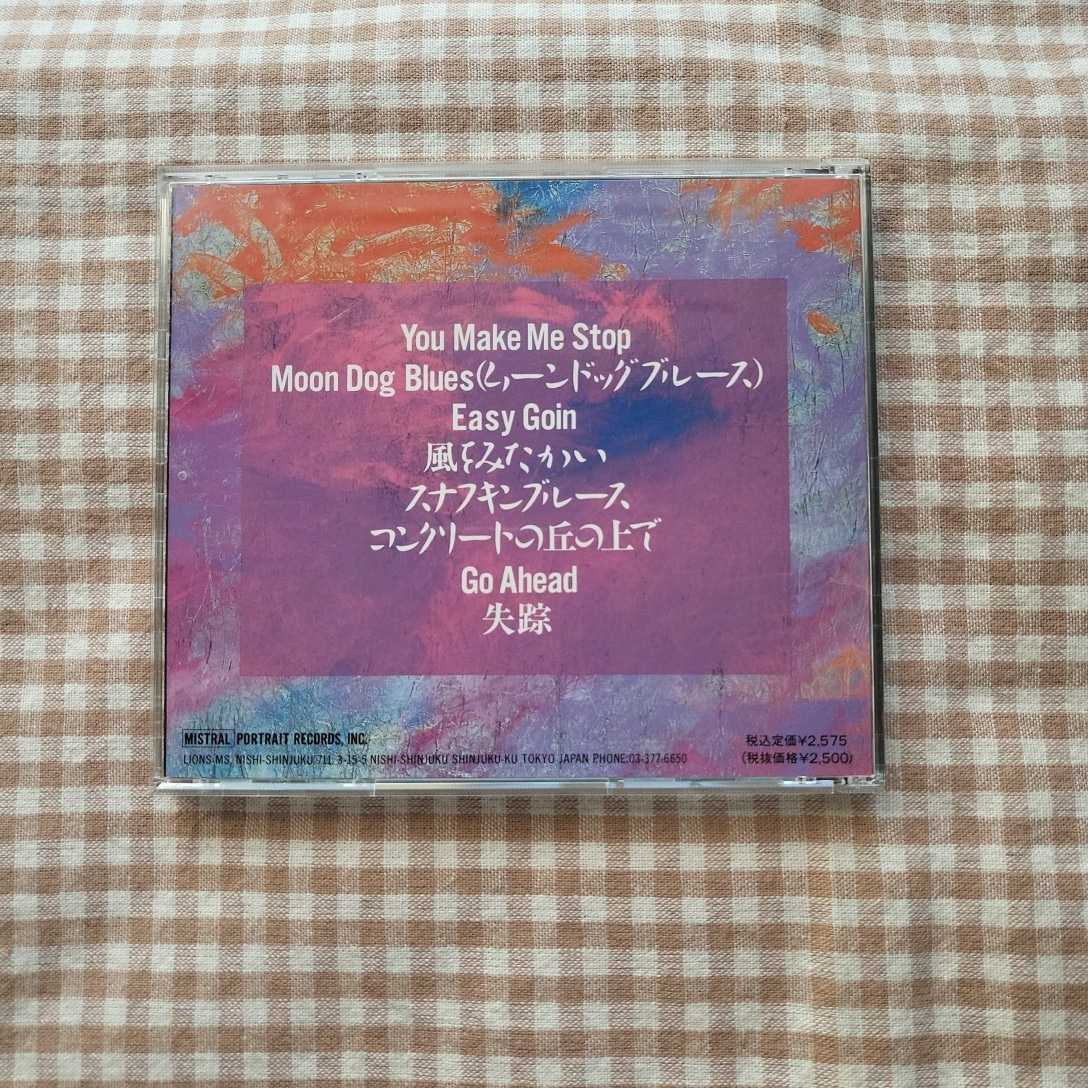 You Make Me Stop
Moon Dog Blues(ムーンドッグブルース)
Easy Goin
風をみたかい
スナフキンブルース
コンクリートの丘の上で
Go Ahead
失踪
MISTRAL PORTRAIT RECORDS, INC.
LIONS-MS, NISHI-SHINJUKU 711, 3-15-5 NISHI-SHINJUKU SHINJUKU-KU TOKYO JAPAN PHONE:03-377-6650
税込定価¥2,575
(税抜価格¥2,500)